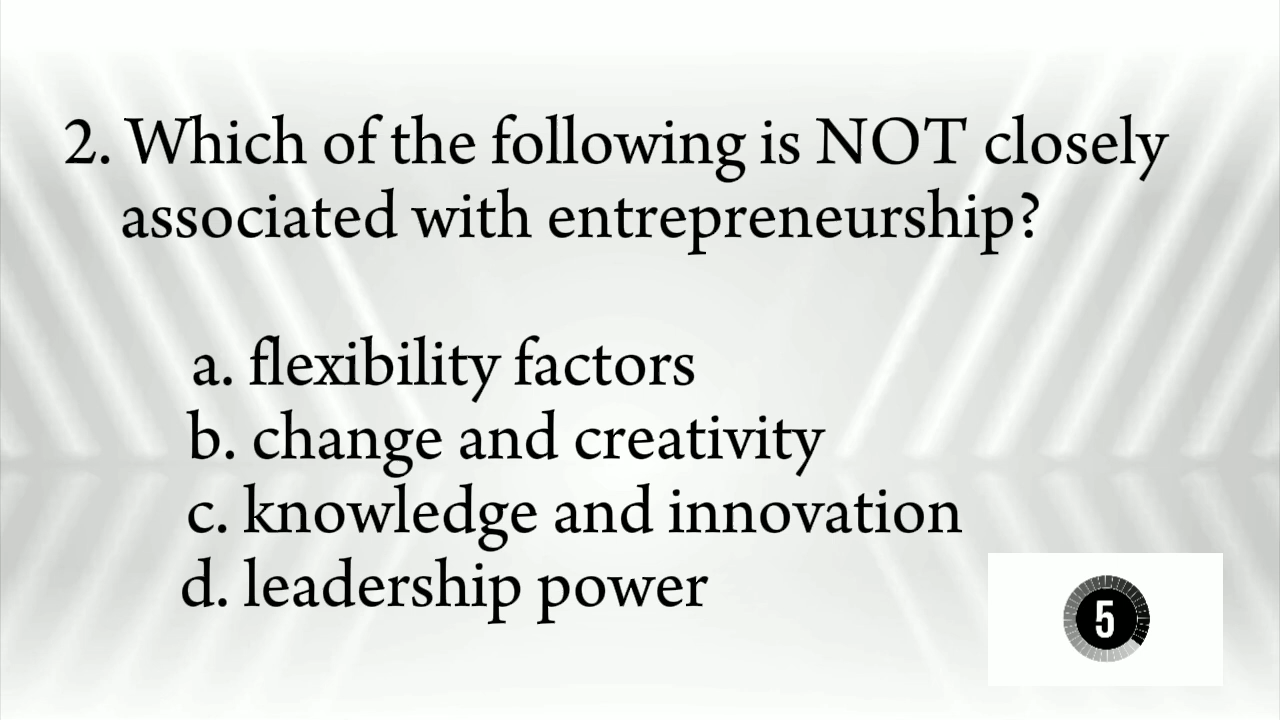 2. Which of the following is NOT closely
associated with entrepreneurship?
a. flexibility factors
b. change and creativity
c. knowledge and innovation
d. leadership power
5